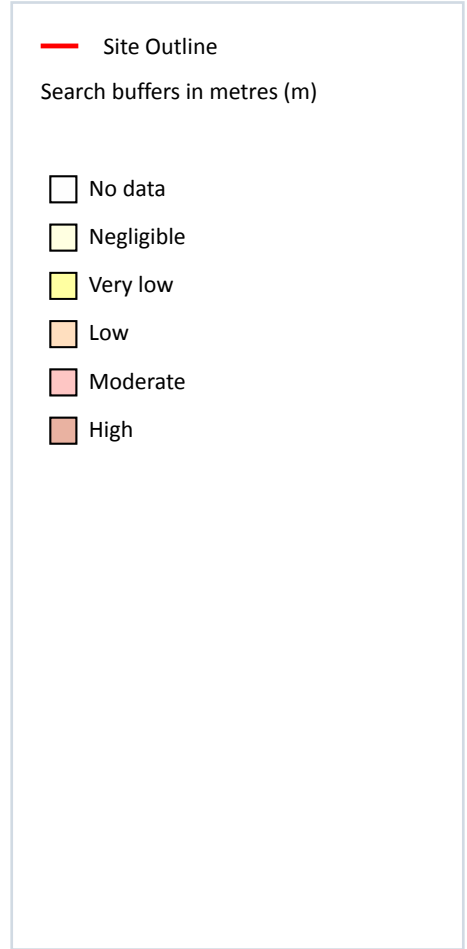 Site Outline
Search buffers in metres (m)
No data
Negligible
Very low
Low
Moderate
High